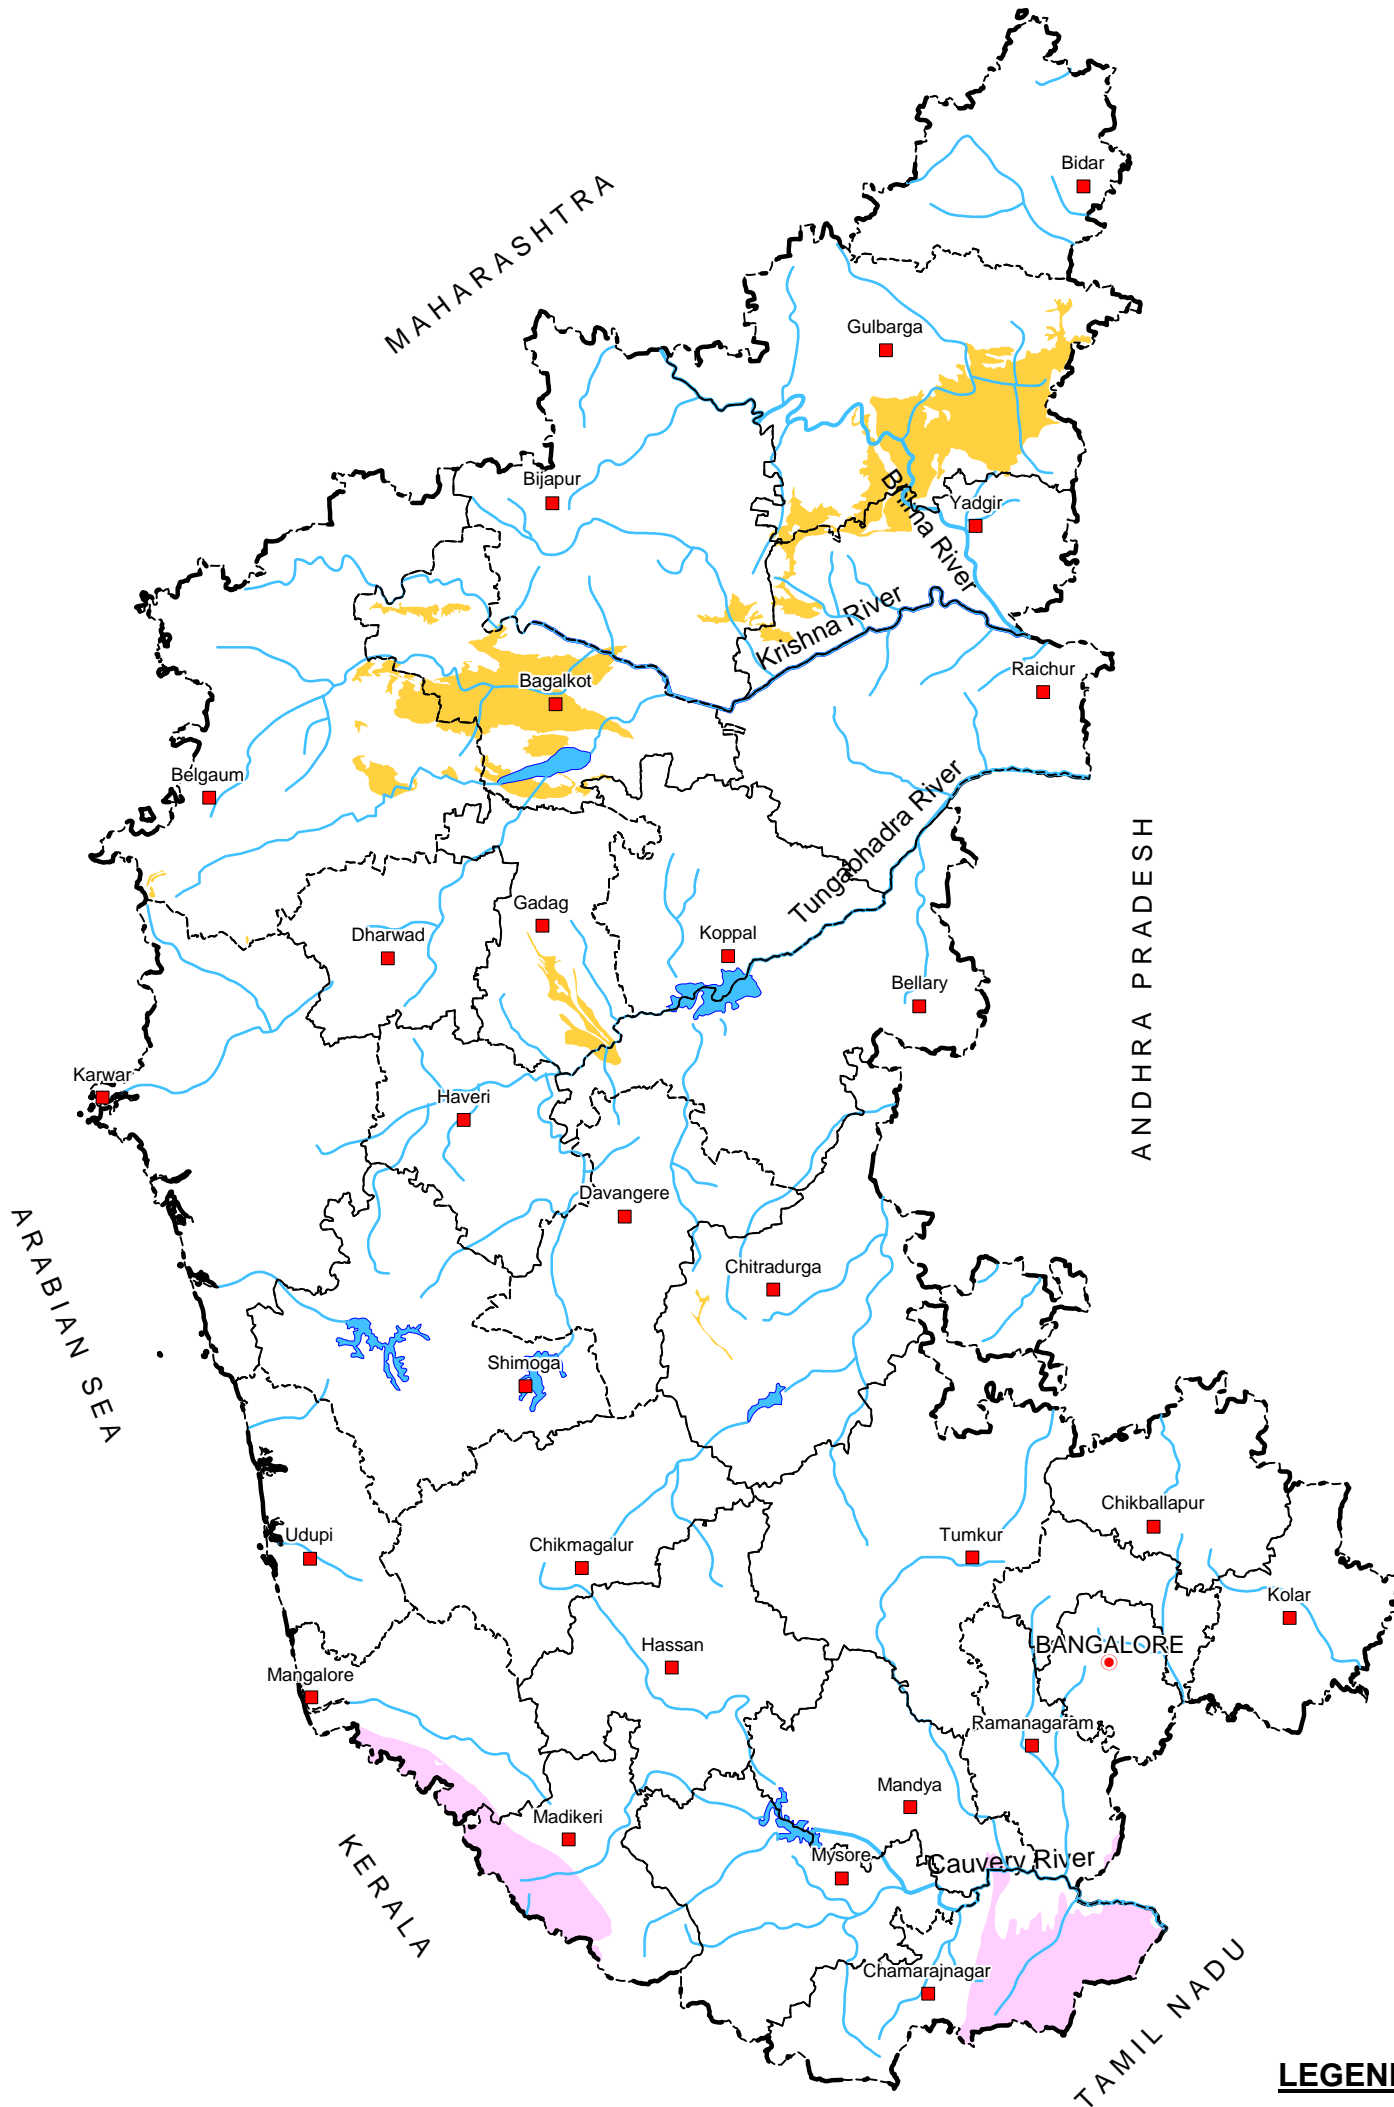 Bidar
MAHARASHTRA
Gulbarga
Bijapur
Bhima River
Yadgir
Krishna River
Raichur
Bagalkot
Belgaum
Tungabhadra River
ANDHRA PRADESH
Gadag
Dharwad
Koppal
Bellary
Karwar
Haveri
Davangere
ARABIAN SEA
Chitradurga
Shimoga
Chikballapur
Udupi
Chikmagalur
Tumkur
Kolar
Hassan
BANGALORE
Mangalore
Ramanagaram
Mandya
Madikeri
KERALA
Mysore
Cauvery River
Chamarajnagar
TAMIL NADU
LEGEN